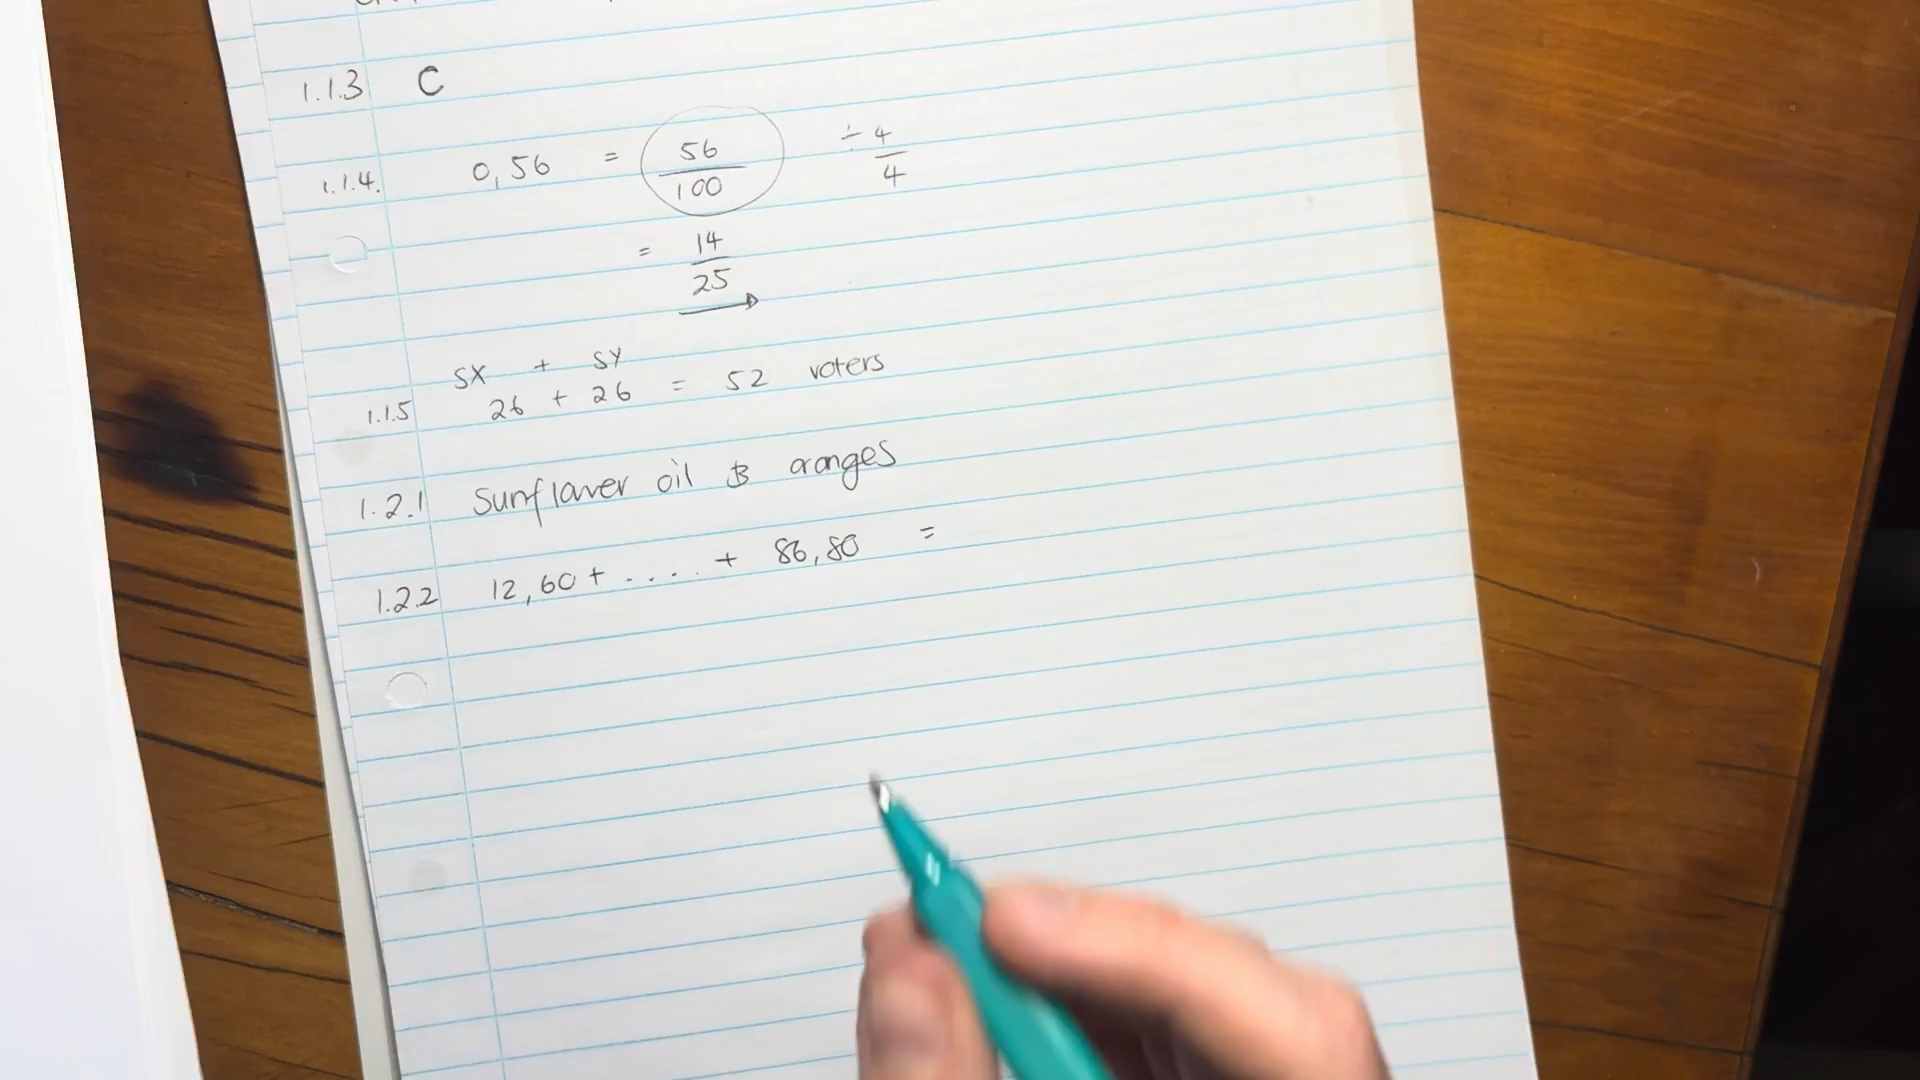 1.1.3 C
1.1.4. 0,56 = 56/100 ÷ 4/4
= 14/25
SX + SY
1.1.5 26 + 26 = 52 voters
1.2.1 Sunflower oil & oranges
1.2.2 12,60 + . . . . + 86,80 =